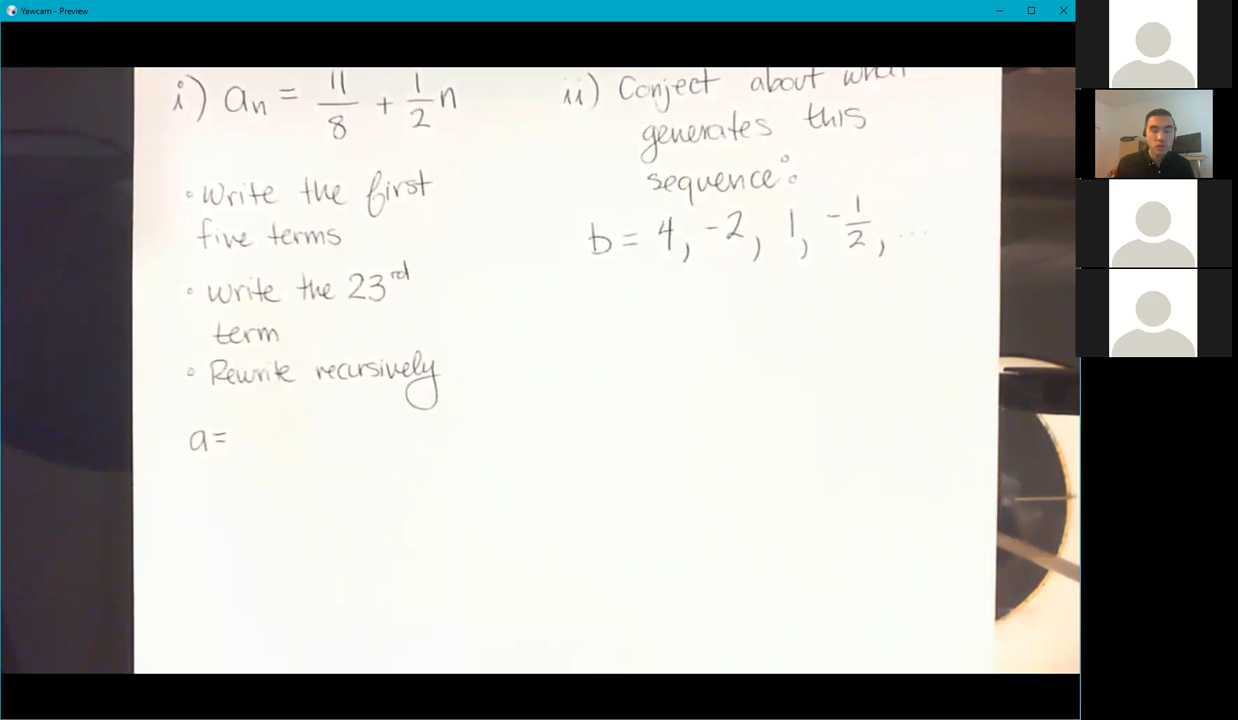 Yawcam - Preview
i) aₙ = 11/8 + 1/2 n
• Write the first
five terms
• Write the 23rd
term
• Rewrite recursively
a =
ii) Conject about what
generates this
sequence:
b = 4, -2, 1, -1/2, ...